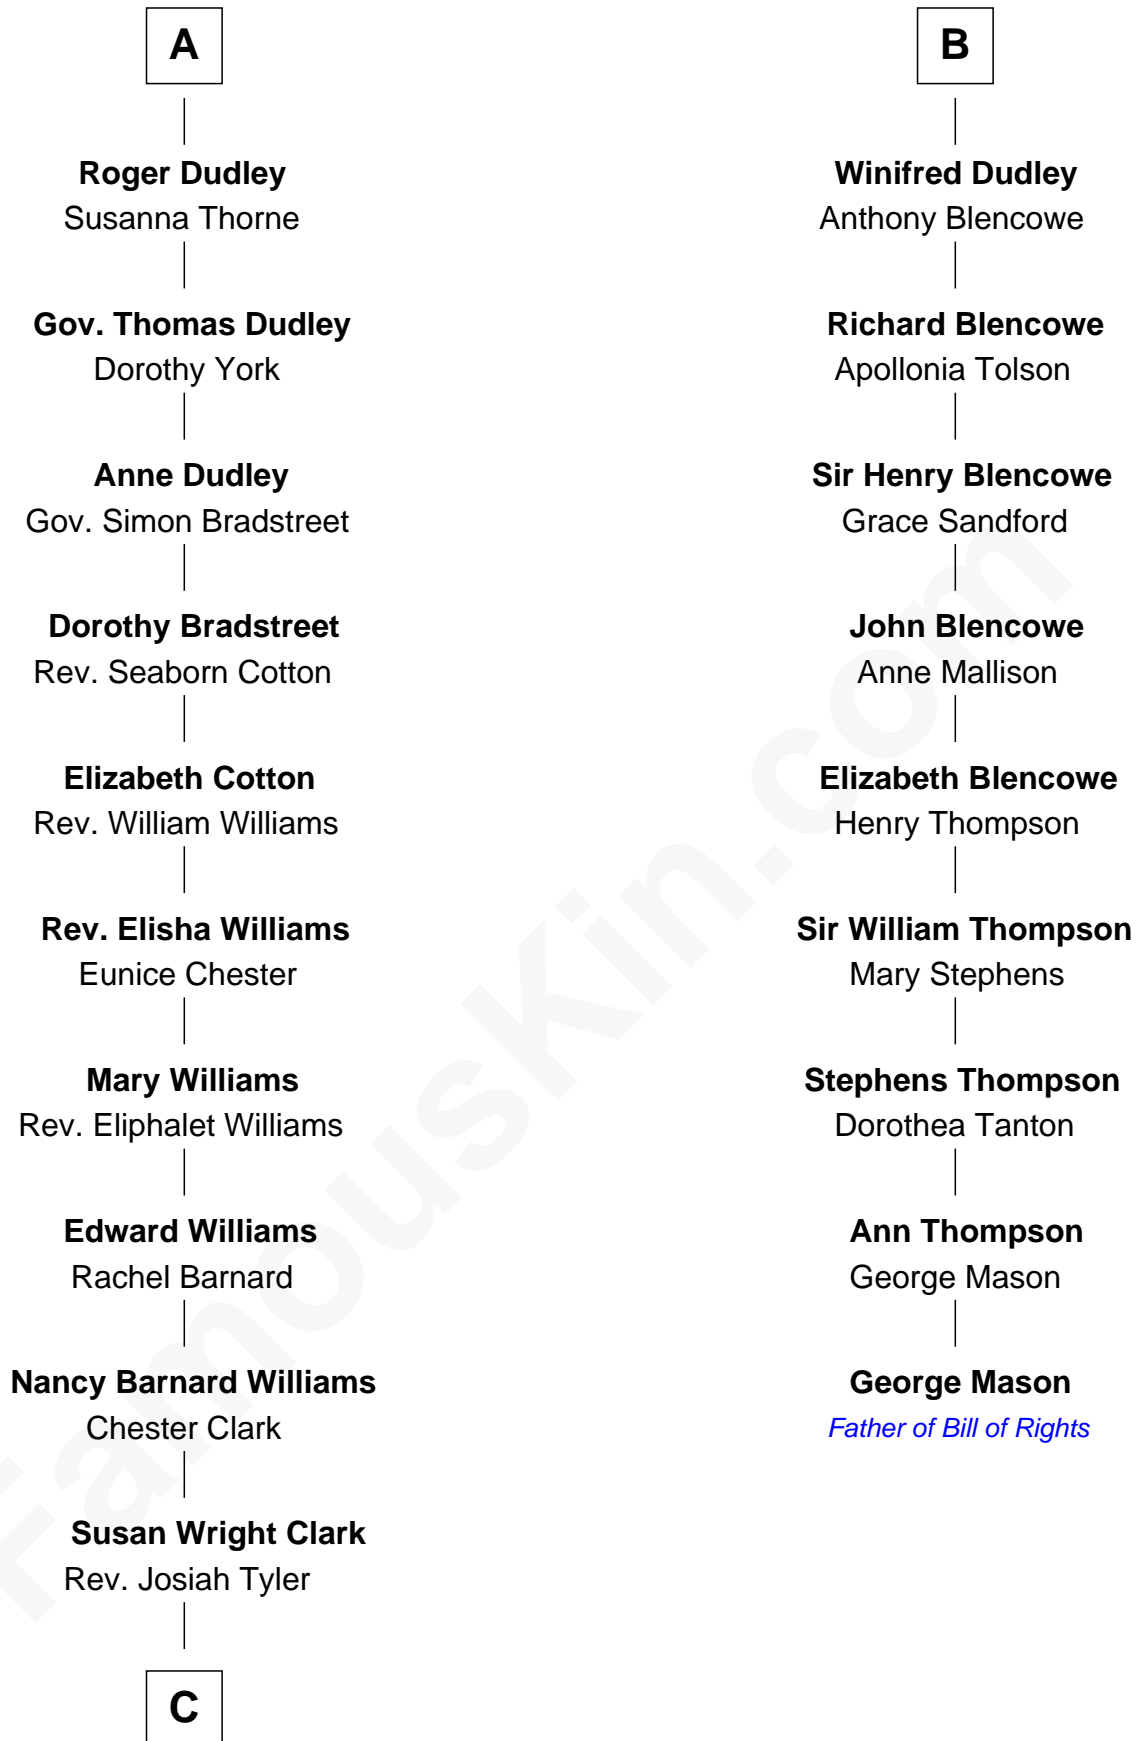 A
Roger Dudley
Susanna Thorne
Gov. Thomas Dudley
Dorothy York
Anne Dudley
Gov. Simon Bradstreet
Dorothy Bradstreet
Rev. Seaborn Cotton
Elizabeth Cotton
Rev. William Williams
Rev. Elisha Williams
Eunice Chester
Mary Williams
Rev. Eliphalet Williams
Edward Williams
Rachel Barnard
Nancy Barnard Williams
Chester Clark
Susan Wright Clark
Rev. Josiah Tyler
C
B
Winifred Dudley
Anthony Blencowe
Richard Blencowe
Apollonia Tolson
Sir Henry Blencowe
Grace Sandford
John Blencowe
Anne Mallison
Elizabeth Blencowe
Henry Thompson
Sir William Thompson
Mary Stephens
Stephens Thompson
Dorothea Tanton
Ann Thompson
George Mason
George Mason
Father of Bill of Rights
FamousKin.com